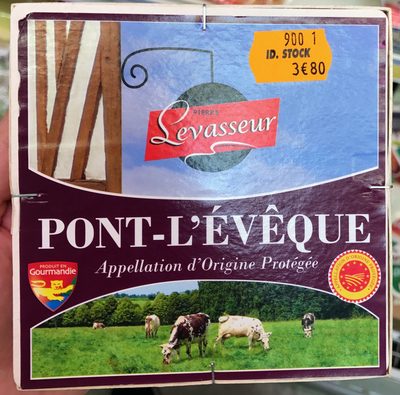 900 1
ID. STOCK
3€80
PIERRE
Levasseur
PONT-L'ÉVÊQUE
Appellation d'Origine Protégée
PRODUIT EN
Gourmandie